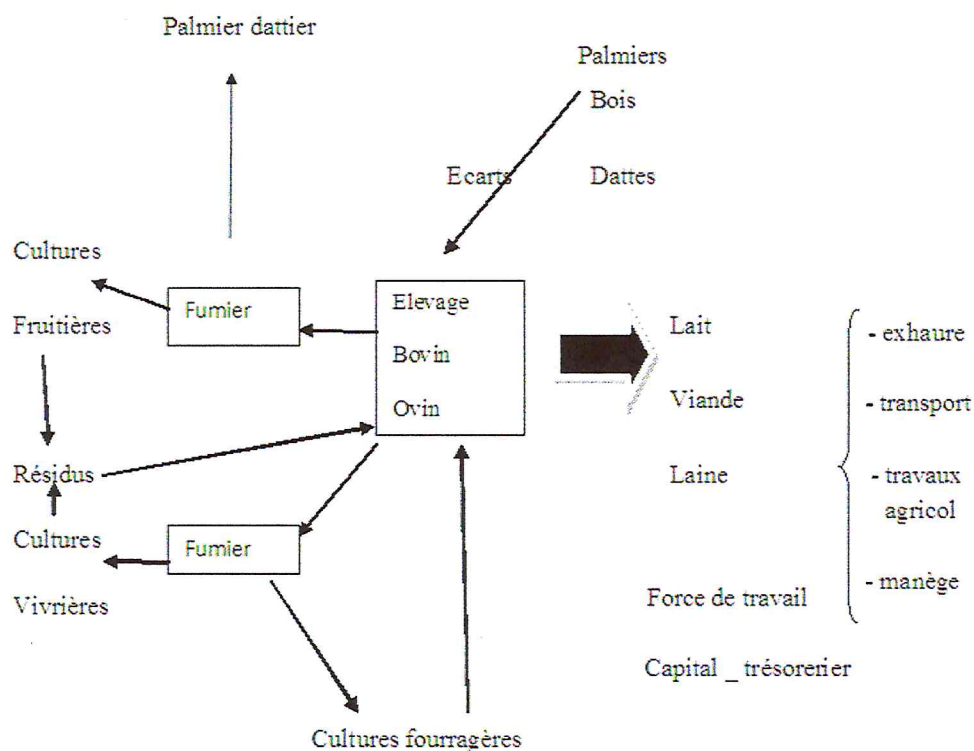 Palmier dattier
Palmiers
Bois
Ecarts
Dattes
Cultures
Fruitières
Fumier
Elevage
Bovin
Ovin
Lait
Viande
Laine
- exhaure
- transport
- travaux
agricol
- manège
Résidus
Cultures
Vivrières
Fumier
Force de travail
Capital _ trésorerier
Cultures fourragères